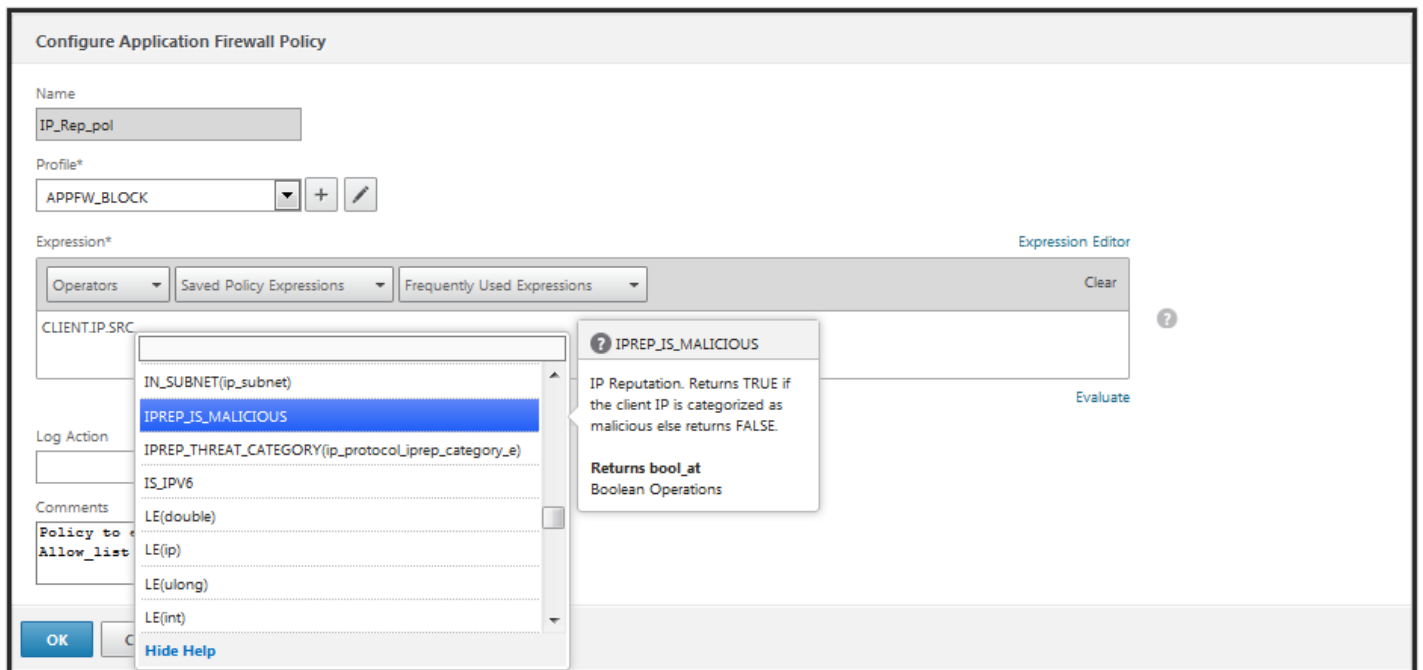 Configure Application Firewall Policy
Name
IP_Rep_pol
Profile*
APPFW_BLOCK
+
Expression*
Expression Editor
Operators
Saved Policy Expressions
Frequently Used Expressions
Clear
CLIENT.IP.SRC
?
IN_SUBNET(ip_subnet)
IPREP_IS_MALICIOUS
IPREP_THREAT_CATEGORY(ip_protocol_iprep_category_e)
IS_IPV6
LE(double)
LE(ip)
LE(ulong)
LE(int)
Hide Help
? IPREP_IS_MALICIOUS
IP Reputation. Returns TRUE if
the client IP is categorized as
malicious else returns FALSE.
Returns bool_at
Boolean Operations
Evaluate
Log Action
Comments
Policy to
Allow_list
OK